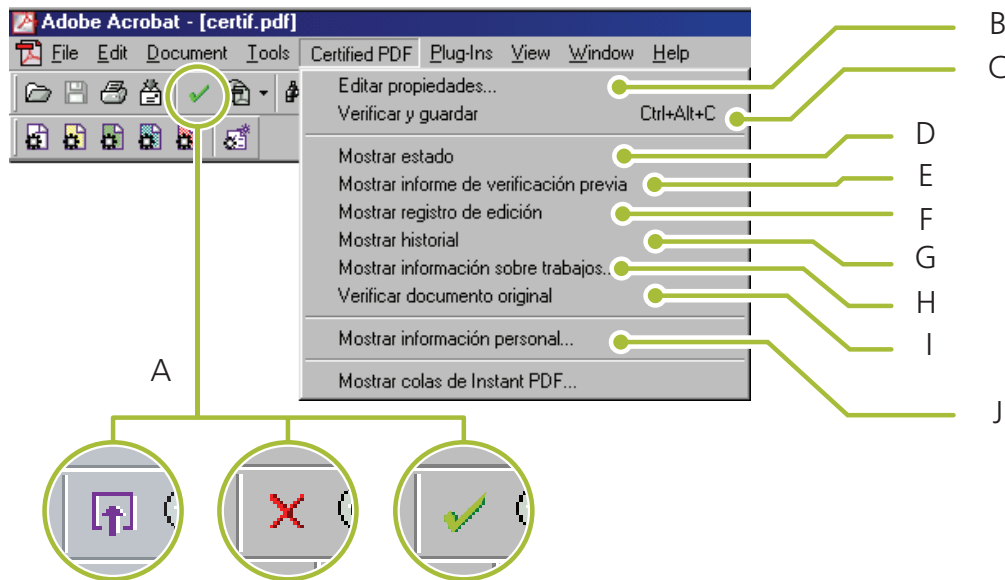 Adobe Acrobat - [certif.pdf]
File Edit Document Tools Certified PDF Plug-Ins View Window Help
Editar propiedades...
B
Verificar y guardar Ctrl+Alt+C
C
Mostrar estado
D
Mostrar informe de verificación previa
E
Mostrar registro de edición
F
Mostrar historial
G
Mostrar información sobre trabajos...
H
Verificar documento original
I
Mostrar información personal...
J
Mostrar colas de Instant PDF...
A